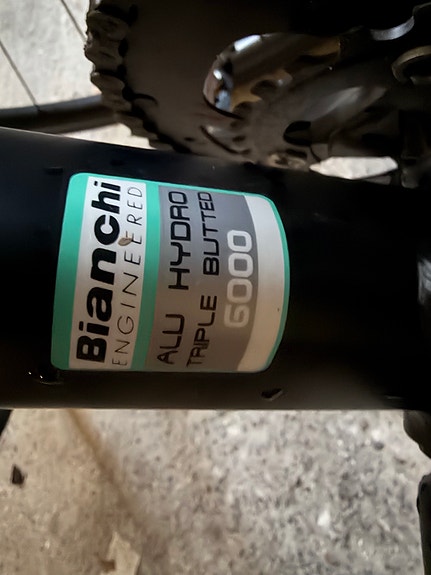 Bianchi
ENGINEERED
ALU HYDRO
TRIPLE BUTTED
6000